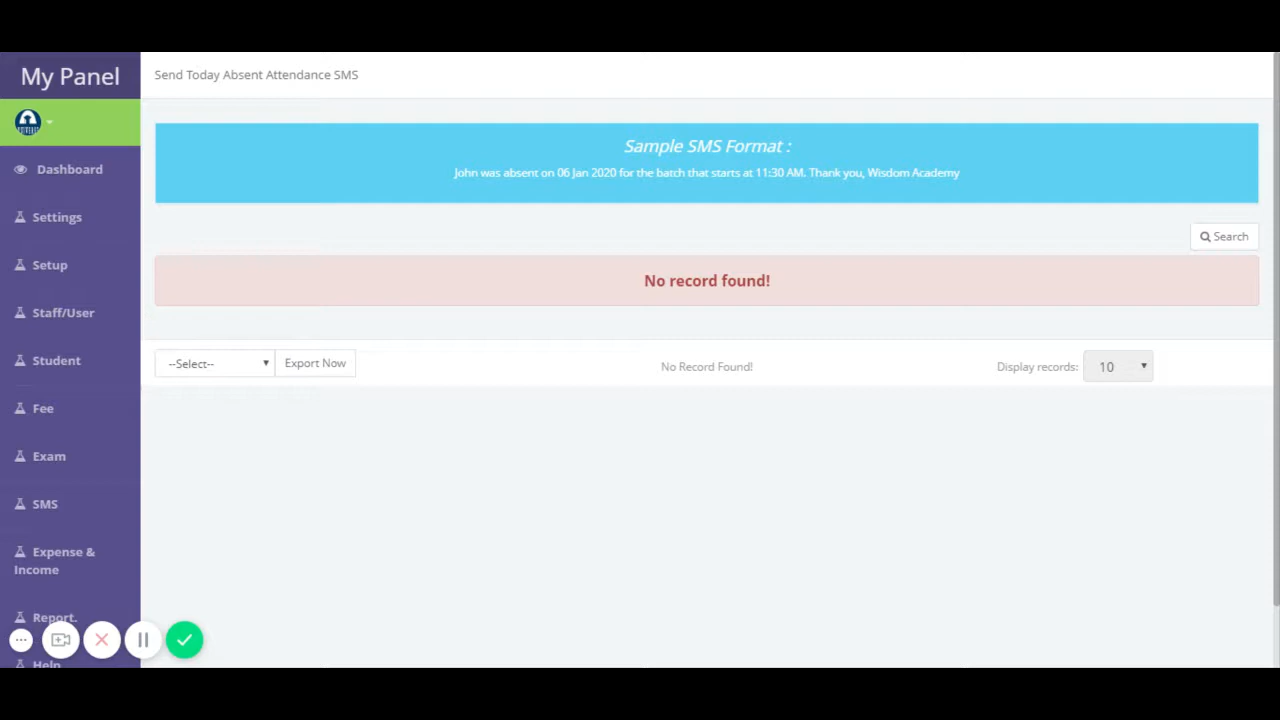 My Panel
Send Today Absent Attendance SMS
Dashboard
Settings
Setup
Staff/User
Student
Fee
Exam
SMS
Expense &
Income
Report.
Help
Sample SMS Format :
John was absent on 06 Jan 2020 for the batch that starts at 11:30 AM. Thank you, Wisdom Academy
Search
No record found!
--Select--
Export Now
No Record Found!
Display records:
10